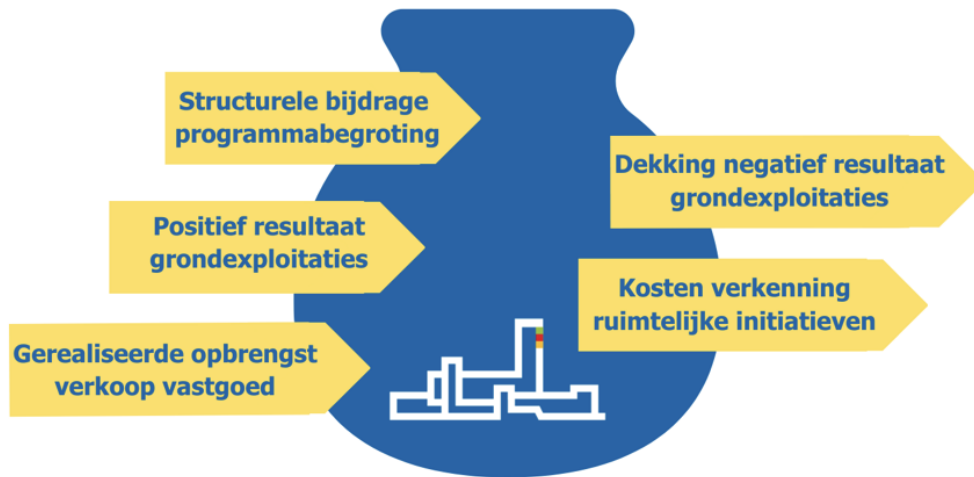 Structurele bijdrage
programmabegroting
Positief resultaat
grondexploitaties
Gerealiseerde opbrengst
verkoop vastgoed
Dekking negatief resultaat
grondexploitaties
Kosten verkenning
ruimtelijke initiatieven